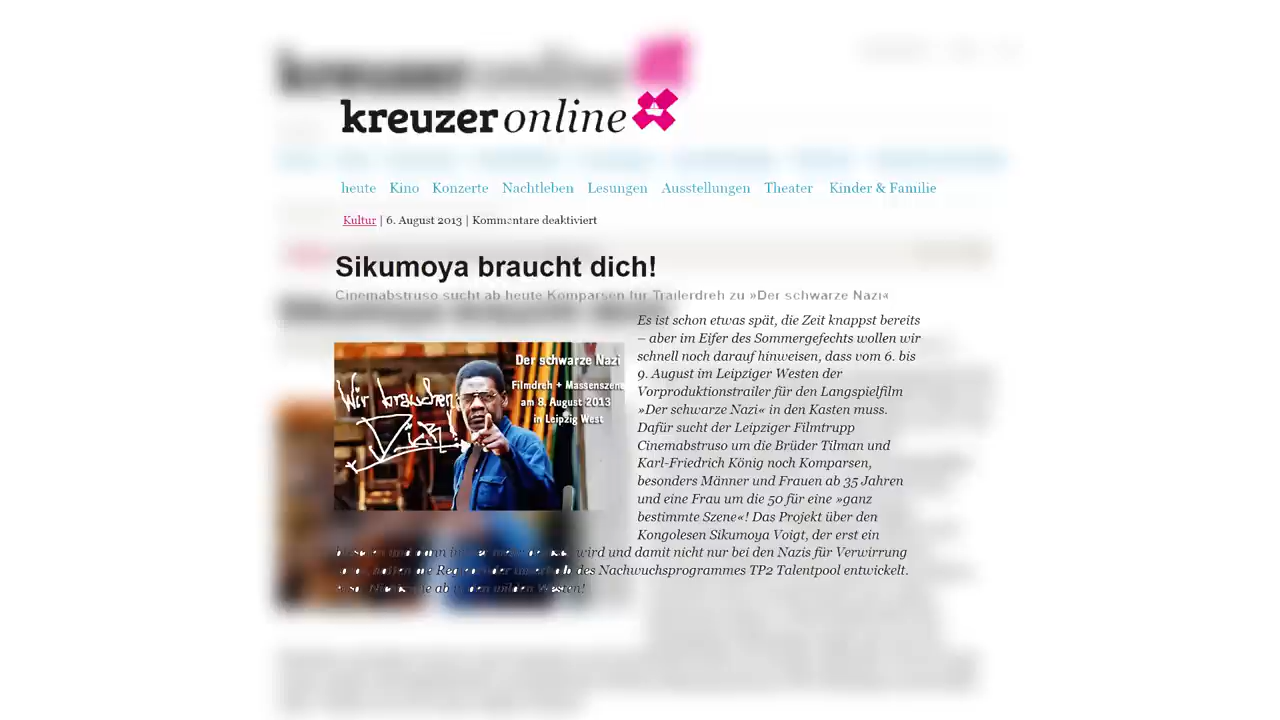 kreuzer online
heute Kino Konzerte Nachtleben Lesungen Ausstellungen Theater Kinder & Familie
Kultur | 6. August 2013 | Kommentare deaktiviert
Sikumoya braucht dich!
Cinemabstruso sucht ab heute Komparsen für Trailerdreh zu »Der schwarze Nazi«
Es ist schon etwas spät, die Zeit knappst bereits
– aber im Eifer des Sommergefechts wollen wir
schnell noch darauf hinweisen, dass vom 6. bis
9. August im Leipziger Westen der
Vorproduktionstrailer für den Langspielfilm
»Der schwarze Nazi« in den Kasten muss.
Dafür sucht der Leipziger Filmtrupp
Cinemabstruso um die Brüder Tilman und
Karl-Friedrich König noch Komparsen,
besonders Männer und Frauen ab 35 Jahren
und eine Frau um die 50 für eine »ganz
bestimmte Szene«! Das Projekt über den
Kongolesen Sikumoya Voigt, der erst ein
wird und damit nicht nur bei den Nazis für Verwirrung
des Nachwuchsprogrammes TP2 Talentpool entwickelt.
wilden Westen!
Der schwarze Nazi
Filmdreh + Massenszene
am 8. August 2013
in Leipzig West
Wir brauchen